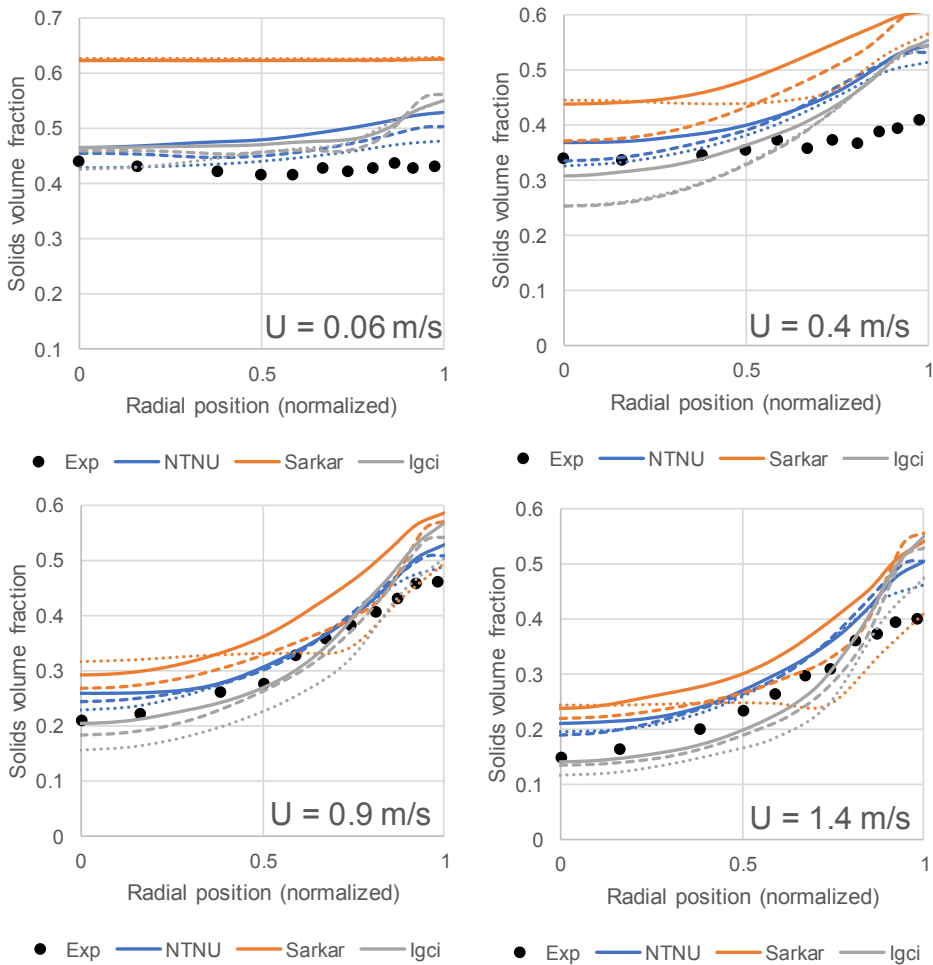 0.7
0.6
0.5
0.4
0.3
0.2
0.1
Solids volume fraction
U = 0.06 m/s
0
0.5
1
Radial position (normalized)
Exp NTNU Sarkar Igci
0.6
0.5
0.4
0.3
0.2
0.1
0
Solids volume fraction
U = 0.4 m/s
0
0.5
1
Radial position (normalized)
Exp NTNU Sarkar Igci
0.6
0.5
0.4
0.3
0.2
0.1
0
Solids volume fraction
U = 0.9 m/s
0
0.5
1
Radial position (normalized)
Exp NTNU Sarkar Igci
0.6
0.5
0.4
0.3
0.2
0.1
0
Solids volume fraction
U = 1.4 m/s
0
0.5
1
Radial position (normalized)
Exp NTNU Sarkar Igci